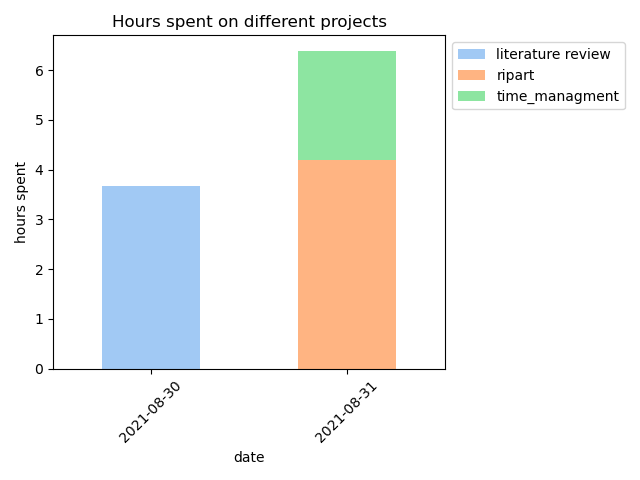 Hours spent on different projects
literature review
ripart
time_managment
hours spent
6
5
4
3
2
1
0
2021-08-30
2021-08-31
date